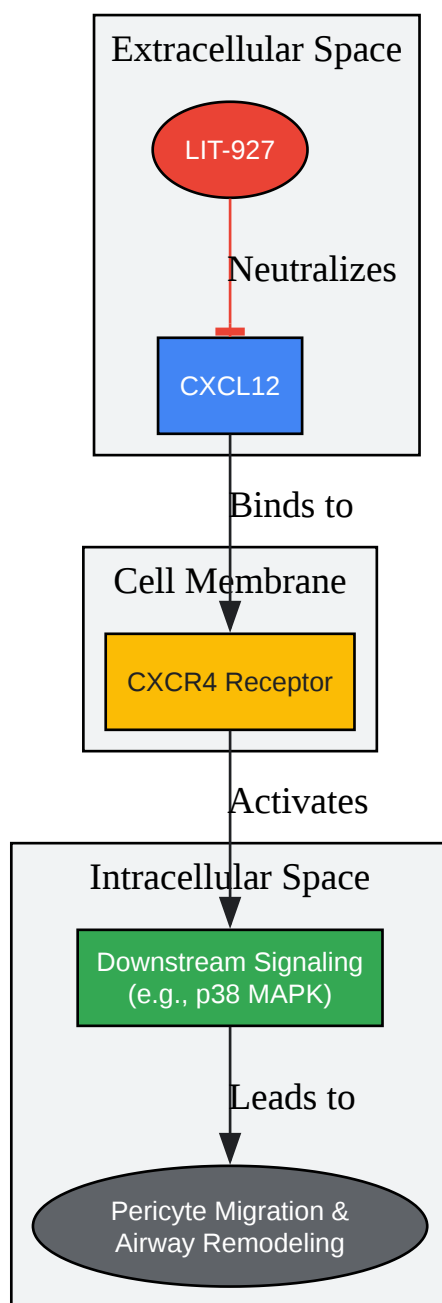 Extracellular Space
LIT-927
Neutralizes
CXCL12
Binds to
Cell Membrane
CXCR4 Receptor
Activates
Intracellular Space
Downstream Signaling
(e.g., p38 MAPK)
Leads to
Pericyte Migration &
Airway Remodeling